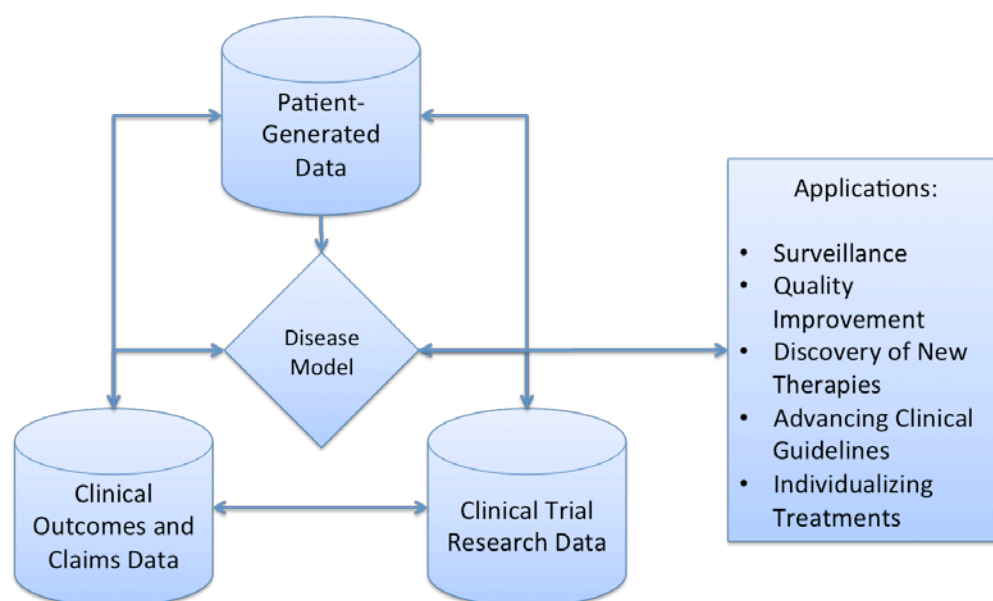 Patient-
Generated
Data
Disease
Model
Clinical
Outcomes and
Claims Data
Clinical Trial
Research Data
Applications:
• Surveillance
• Quality
Improvement
• Discovery of New
Therapies
• Advancing Clinical
Guidelines
• Individualizing
Treatments